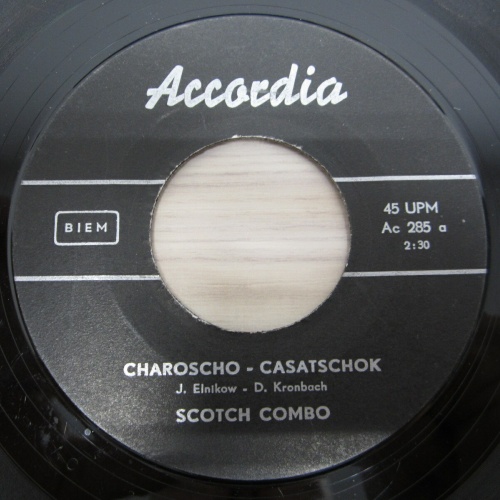 Accordia
BIEM
45 UPM
Ac 285 a
2:30
CHAROSCHO - CASATSCHOK
J. Elnikow - D. Kronbach
SCOTCH COMBO